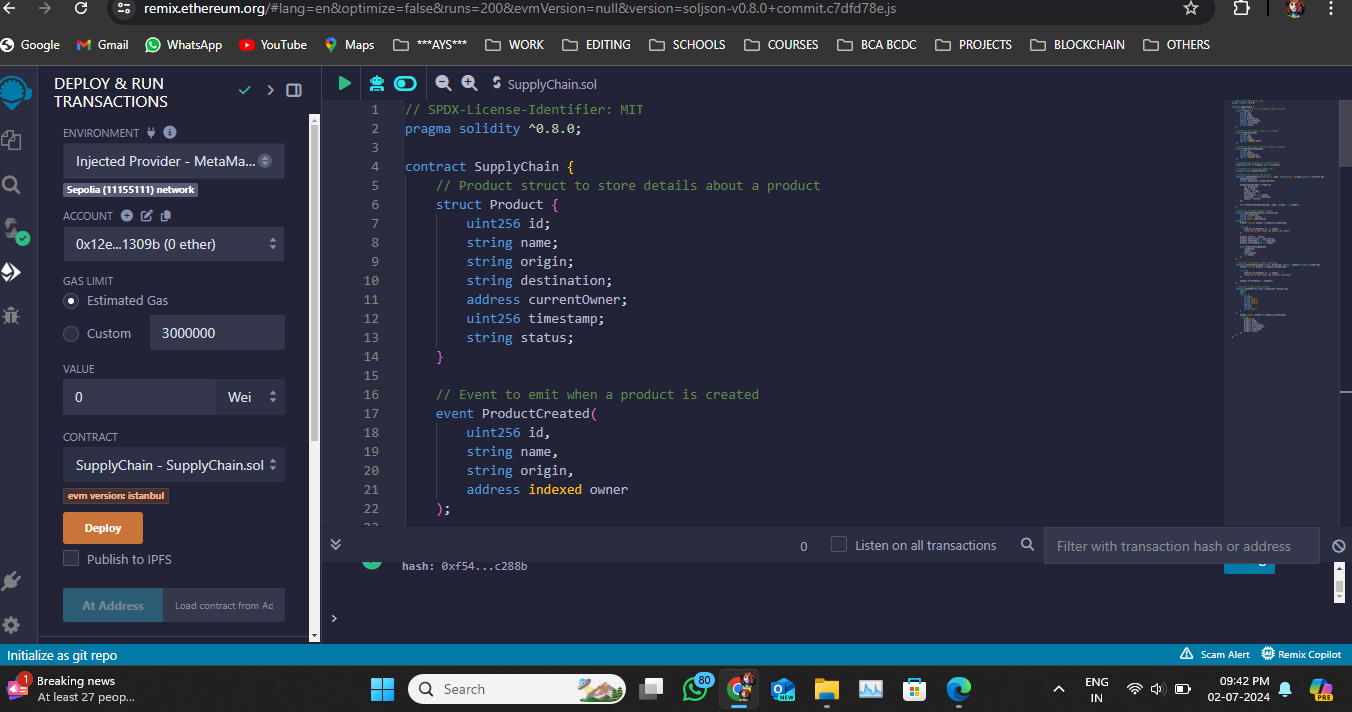 remix.ethereum.org/#lang=en&optimize=false&runs=200&evmVersion=null&version=soljson-v0.8.0+commit.c7dfd78e.js
Google Gmail WhatsApp YouTube Maps ***AYS*** WORK EDITING SCHOOLS COURSES BCA BCDC PROJECTS BLOCKCHAIN OTHERS
DEPLOY & RUN
TRANSACTIONS
ENVIRONMENT
Injected Provider - MetaMa...
Sepolia (11155111) network
ACCOUNT
0x12e...1309b (0 ether)
GAS LIMIT
Estimated Gas
Custom 3000000
VALUE
0 Wei
CONTRACT
SupplyChain - SupplyChain.sol
evm version: istanbul
Deploy
Publish to IPFS
At Address Load contract from Ac
SupplyChain.sol
1 // SPDX-License-Identifier: MIT
2 pragma solidity ^0.8.0;
3
4 contract SupplyChain {
5 // Product struct to store details about a product
6 struct Product {
7 uint256 id;
8 string name;
9 string origin;
10 string destination;
11 address currentOwner;
12 uint256 timestamp;
13 string status;
14 }
15
16 // Event to emit when a product is created
17 event ProductCreated(
18 uint256 id,
19 string name,
20 string origin,
21 address indexed owner
22 );
0 Listen on all transactions Filter with transaction hash or address
hash: 0xf54...c288b
>
Initialize as git repo Scam Alert Remix Copilot
1 Breaking news
At least 27 peop...
Search
80
NEW
ENG
IN
09:42 PM
02-07-2024
PRE